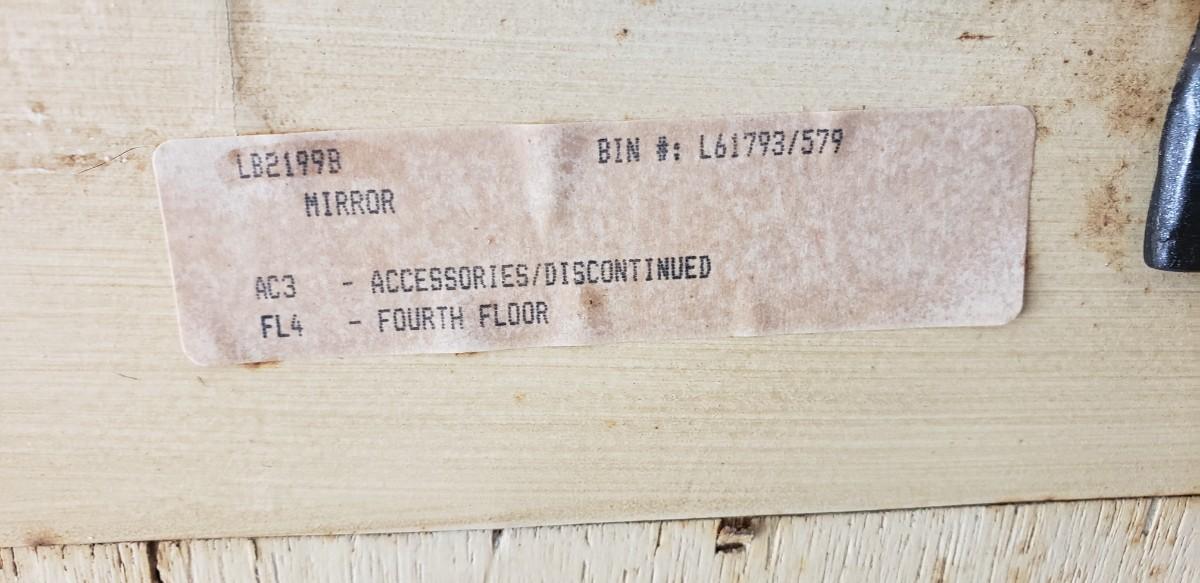 LB2199B BIN #: L61793/579
MIRROR
AC3 - ACCESSORIES/DISCONTINUED
FL4 - FOURTH FLOOR